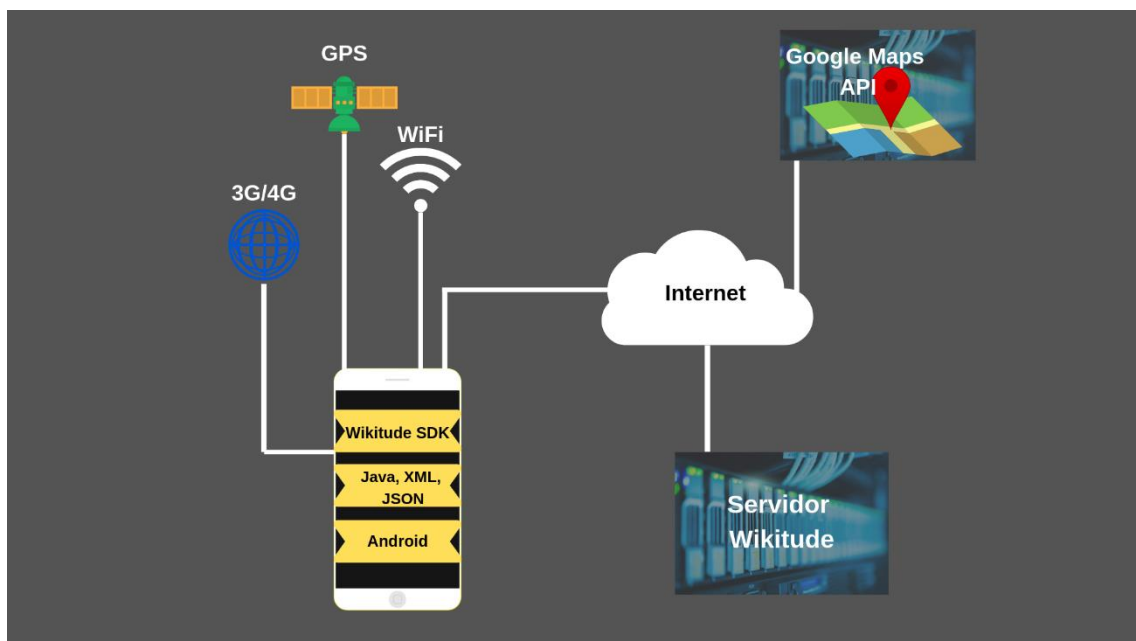 GPS
Google Maps
API
WiFi
3G/4G
Internet
Wikitude SDK
Java, XML,
JSON
Android
Servidor
Wikitude